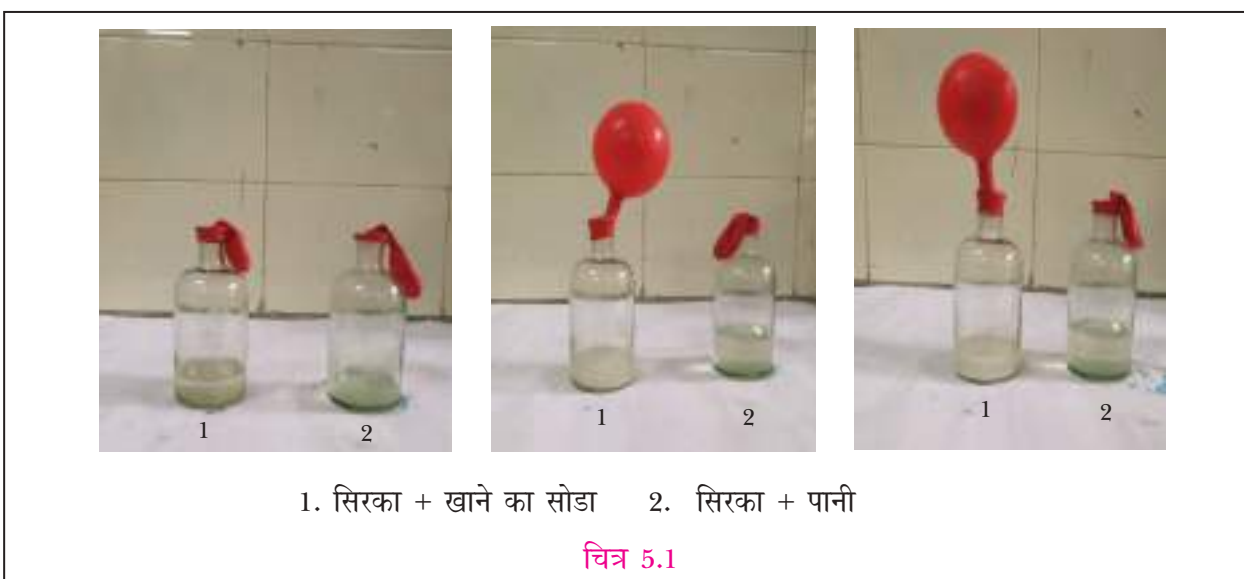 1 2
1 2
1 2
1. सिरका + खाने का सोडा 2. सिरका + पानी
चित्र 5.1